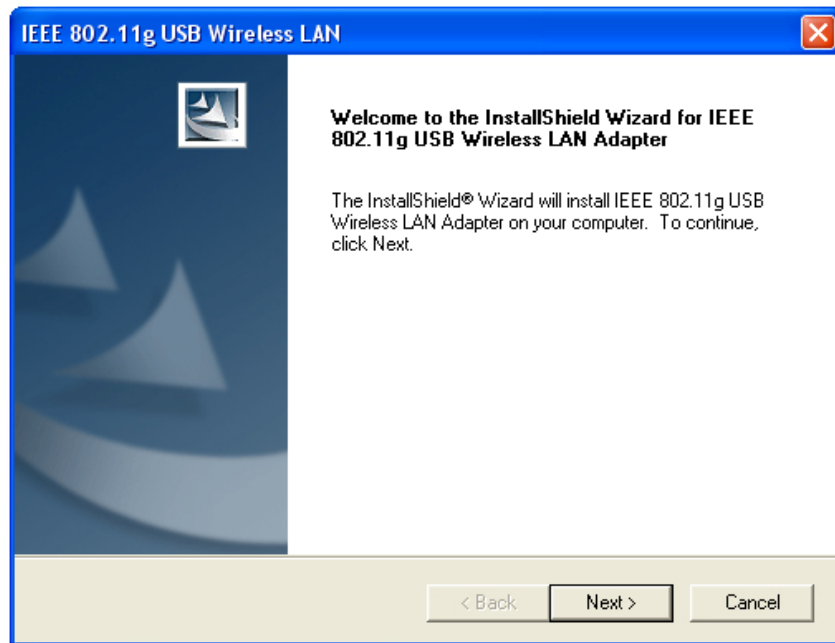 IEEE 802.11g USB Wireless LAN
Welcome to the InstallShield Wizard for IEEE
802.11g USB Wireless LAN Adapter
The InstallShield® Wizard will install IEEE 802.11g USB
Wireless LAN Adapter on your computer. To continue,
click Next.
< Back
Next >
Cancel